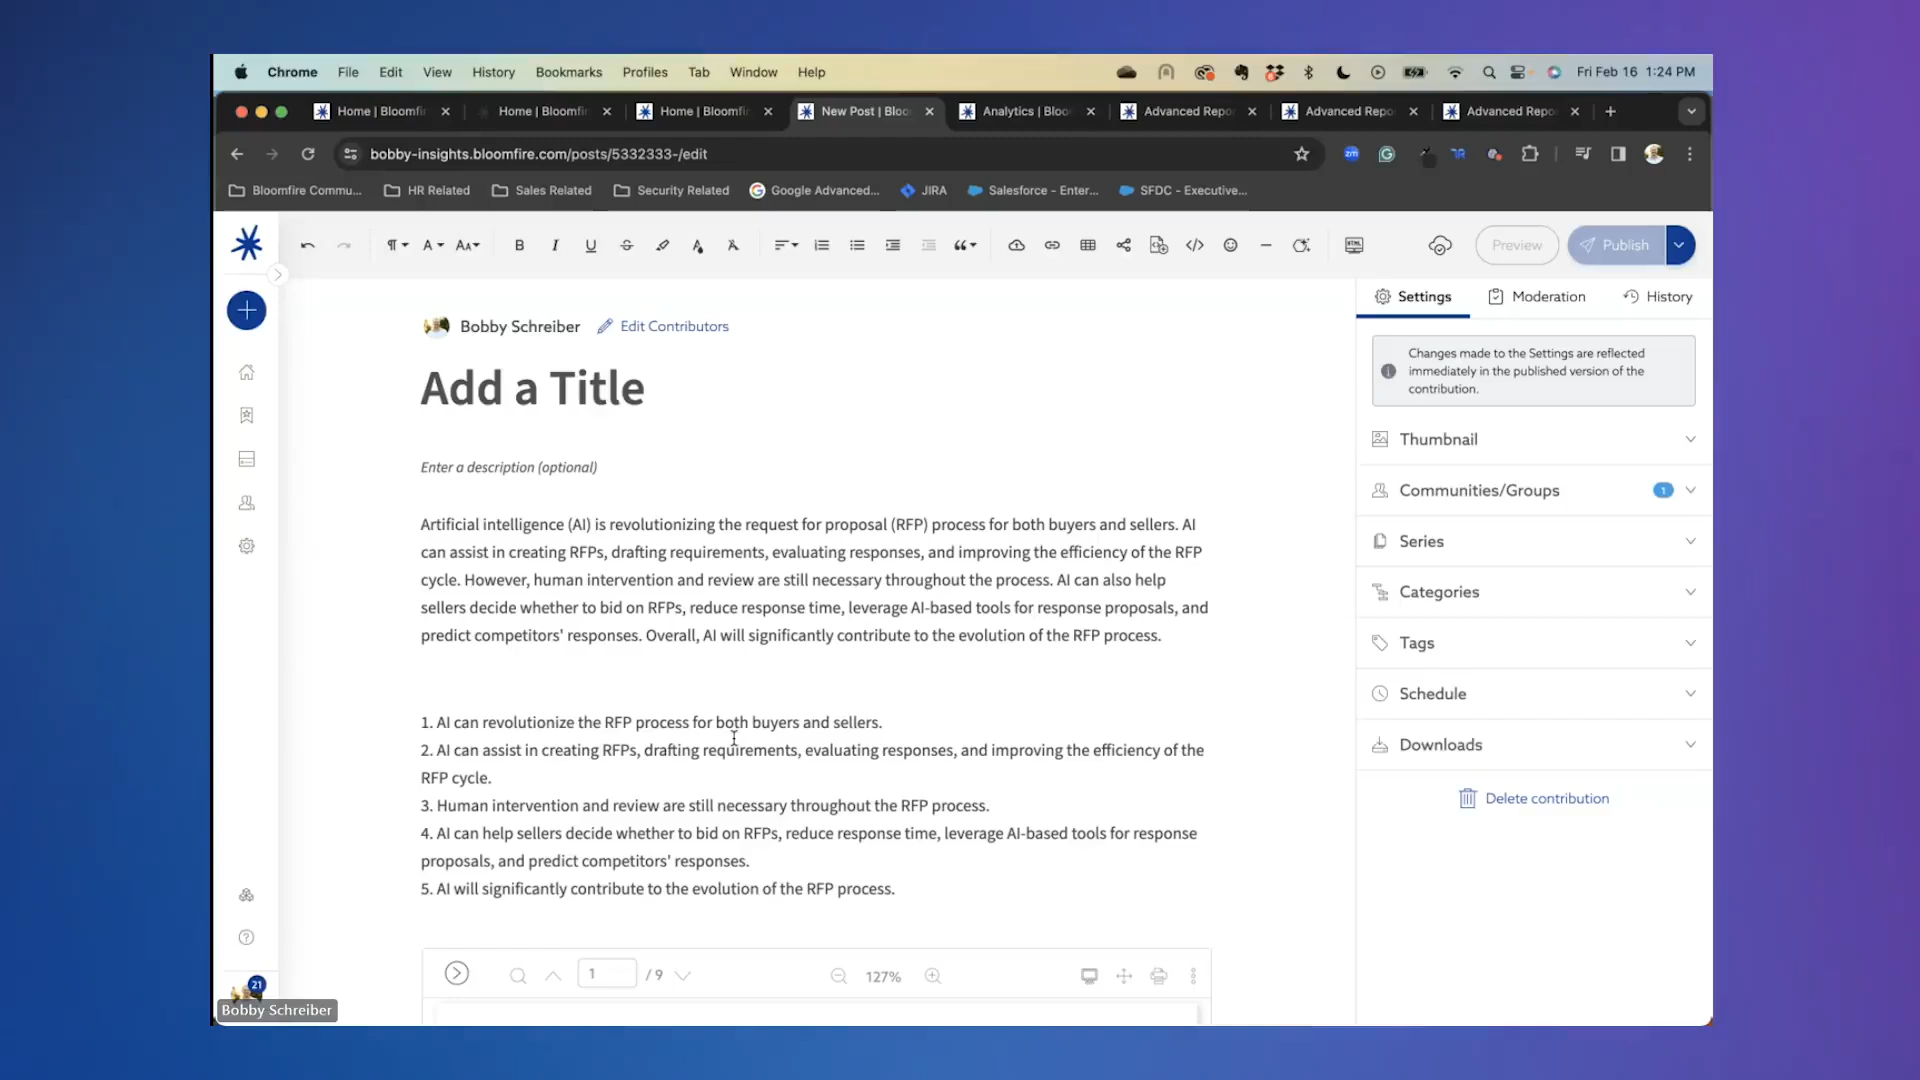 Chrome File Edit View History Bookmarks Profiles Tab Window Help
Fri Feb 16 1:24 PM
Home | Bloomfi
Home | Bloomfi
Home | Bloomfi
New Post | Bloo
Analytics | Bloo
Advanced Repo
Advanced Repo
Advanced Repo
bobby-insights.bloomfire.com/posts/5332333-/edit
zm
Bloomfire Commu...
HR Related
Sales Related
Security Related
Google Advanced...
JIRA
Salesforce - Enter...
SFDC - Executive...
Preview
Publish
Settings
Moderation
History
Bobby Schreiber
Edit Contributors
Add a Title
Enter a description (optional)
Artificial intelligence (AI) is revolutionizing the request for proposal (RFP) process for both buyers and sellers. AI
can assist in creating RFPs, drafting requirements, evaluating responses, and improving the efficiency of the RFP
cycle. However, human intervention and review are still necessary throughout the process. AI can also help
sellers decide whether to bid on RFPs, reduce response time, leverage AI-based tools for response proposals, and
predict competitors' responses. Overall, AI will significantly contribute to the evolution of the RFP process.
1. AI can revolutionize the RFP process for both buyers and sellers.
2. AI can assist in creating RFPs, drafting requirements, evaluating responses, and improving the efficiency of the
RFP cycle.
3. Human intervention and review are still necessary throughout the RFP process.
4. AI can help sellers decide whether to bid on RFPs, reduce response time, leverage AI-based tools for response
proposals, and predict competitors' responses.
5. AI will significantly contribute to the evolution of the RFP process.
1 / 9
127%
Changes made to the Settings are reflected
immediately in the published version of the
contribution.
Thumbnail
Communities/Groups
1
Series
Categories
Tags
Schedule
Downloads
Delete contribution
21
Bobby Schreiber